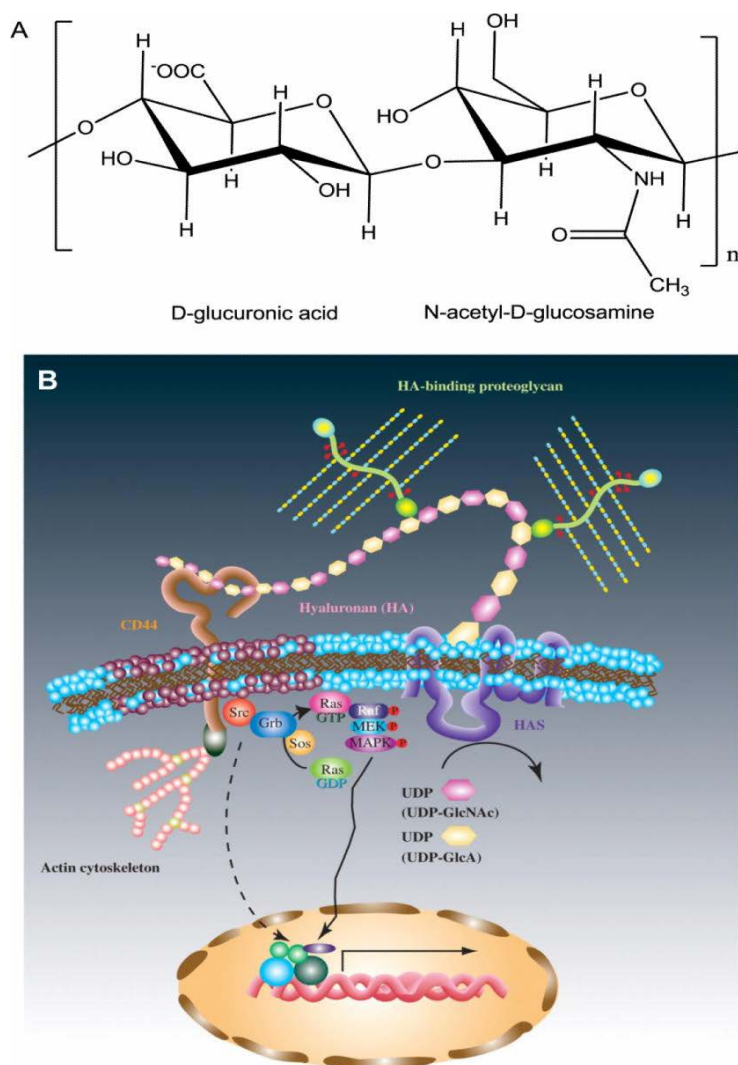 A
H
-OOC
H
O
O
HO
H
OH
H
H
OH
HO
H
H
O
O
H
H
NH
O
CH3
H
n
D-glucuronic acid
N-acetyl-D-glucosamine
B
HA-binding proteoglycan
Hyaluronan (HA)
CD44
Src
Grb
Sos
Ras
GTP
Raf
P
MEK
P
MAPK
P
Ras
GDP
HAS
UDP
(UDP-GlcNAc)
UDP
(UDP-GlcA)
Actin cytoskeleton